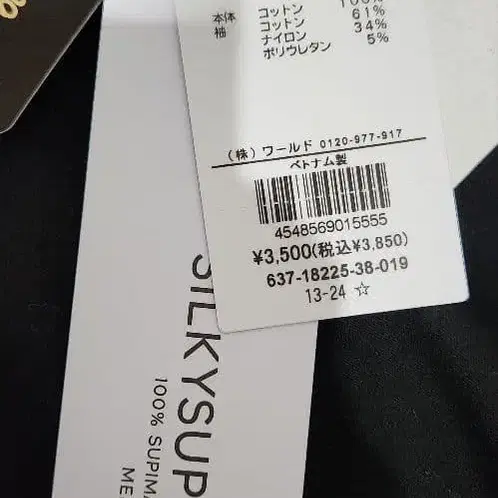 100%
本体 コットン 61%
袖 コットン 34%
ナイロン 5%
ポリウレタン
(株) ワールド 0120-977-917
ベトナム製
4548569015555
¥3,500(税込¥3,850)
637-18225-38-019
13-24 ☆
SILKYSUP
100% SUPIMA
ME